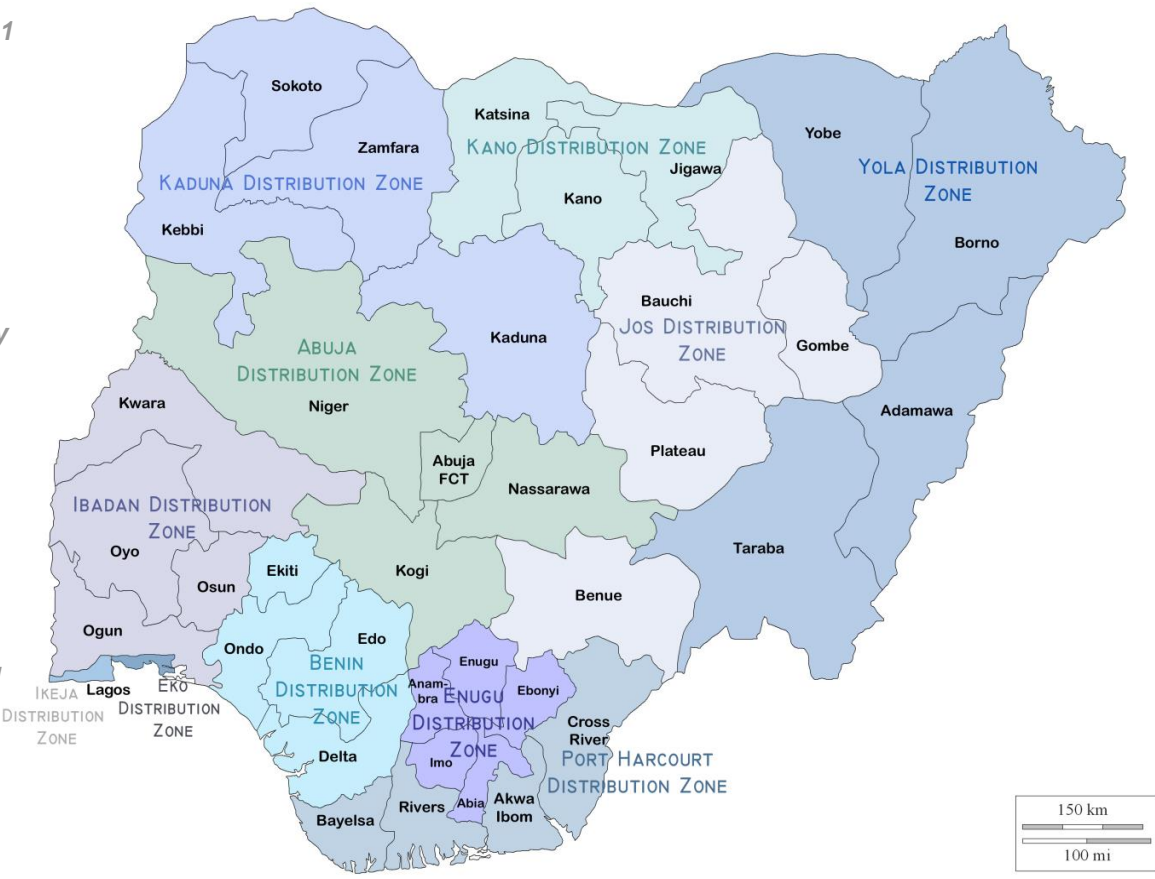 1
Sokoto
Katsina
Zamfara
KANO DISTRIBUTION ZONE
Yobe
Jigawa
YOLA DISTRIBUTION
ZONE
KADUNA DISTRIBUTION ZONE
Kano
Kebbi
Borno
Bauchi
JOS DISTRIBUTION
ZONE
Kaduna
Gombe
ABUJA
DISTRIBUTION ZONE
Niger
Kwara
Adamawa
Plateau
Abuja
FCT
Nassarawa
IBADAN DISTRIBUTION
ZONE
Oyo
Taraba
Ekiti
Kogi
Osun
Benue
Ogun
Ondo
Edo
BENIN
DISTRIBUTION
ZONE
Enugu
Anam-
bra
Ebonyi
ENUGU
DISTRIBUTION
ZONE
IKEJA
DISTRIBUTION
ZONE
Lagos
EKO
DISTRIBUTION
ZONE
Cross
River
Delta
Imo
PORT HARCOURT
DISTRIBUTION ZONE
Bayelsa
Rivers
Abia
Akwa
Ibom
150 km
100 mi